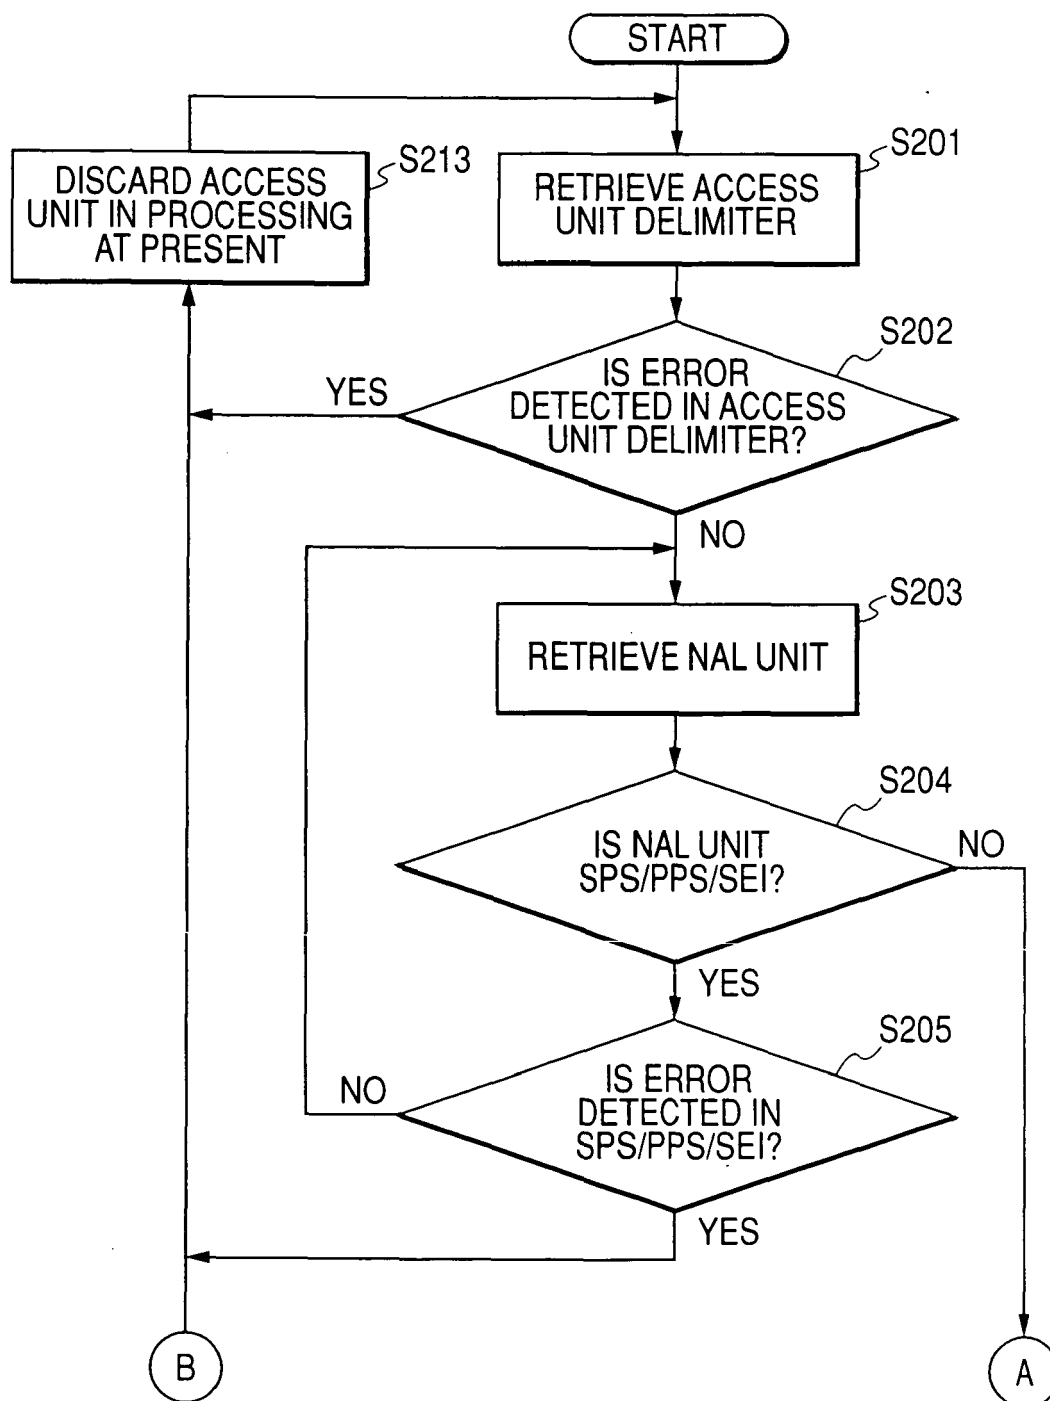 START
DISCARD ACCESS
UNIT IN PROCESSING
AT PRESENT
S213
RETRIEVE ACCESS
UNIT DELIMITER
S201
IS ERROR
DETECTED IN ACCESS
UNIT DELIMITER?
S202
YES
NO
RETRIEVE NAL UNIT
S203
IS NAL UNIT
SPS/PPS/SEI?
S204
NO
YES
IS ERROR
DETECTED IN
SPS/PPS/SEI?
S205
NO
YES
B
A